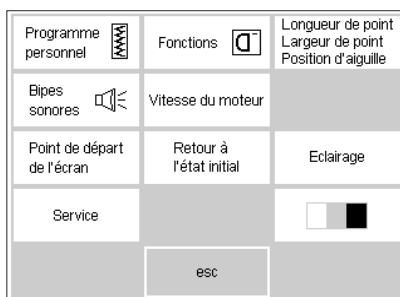 Programme
personnel
Fonctions
Longueur de point
Largeur de point
Position d'aiguille
Bipes
sonores
Vitesse du moteur
Point de départ
de l'écran
Retour à
l'état initial
Eclairage
Service
esc